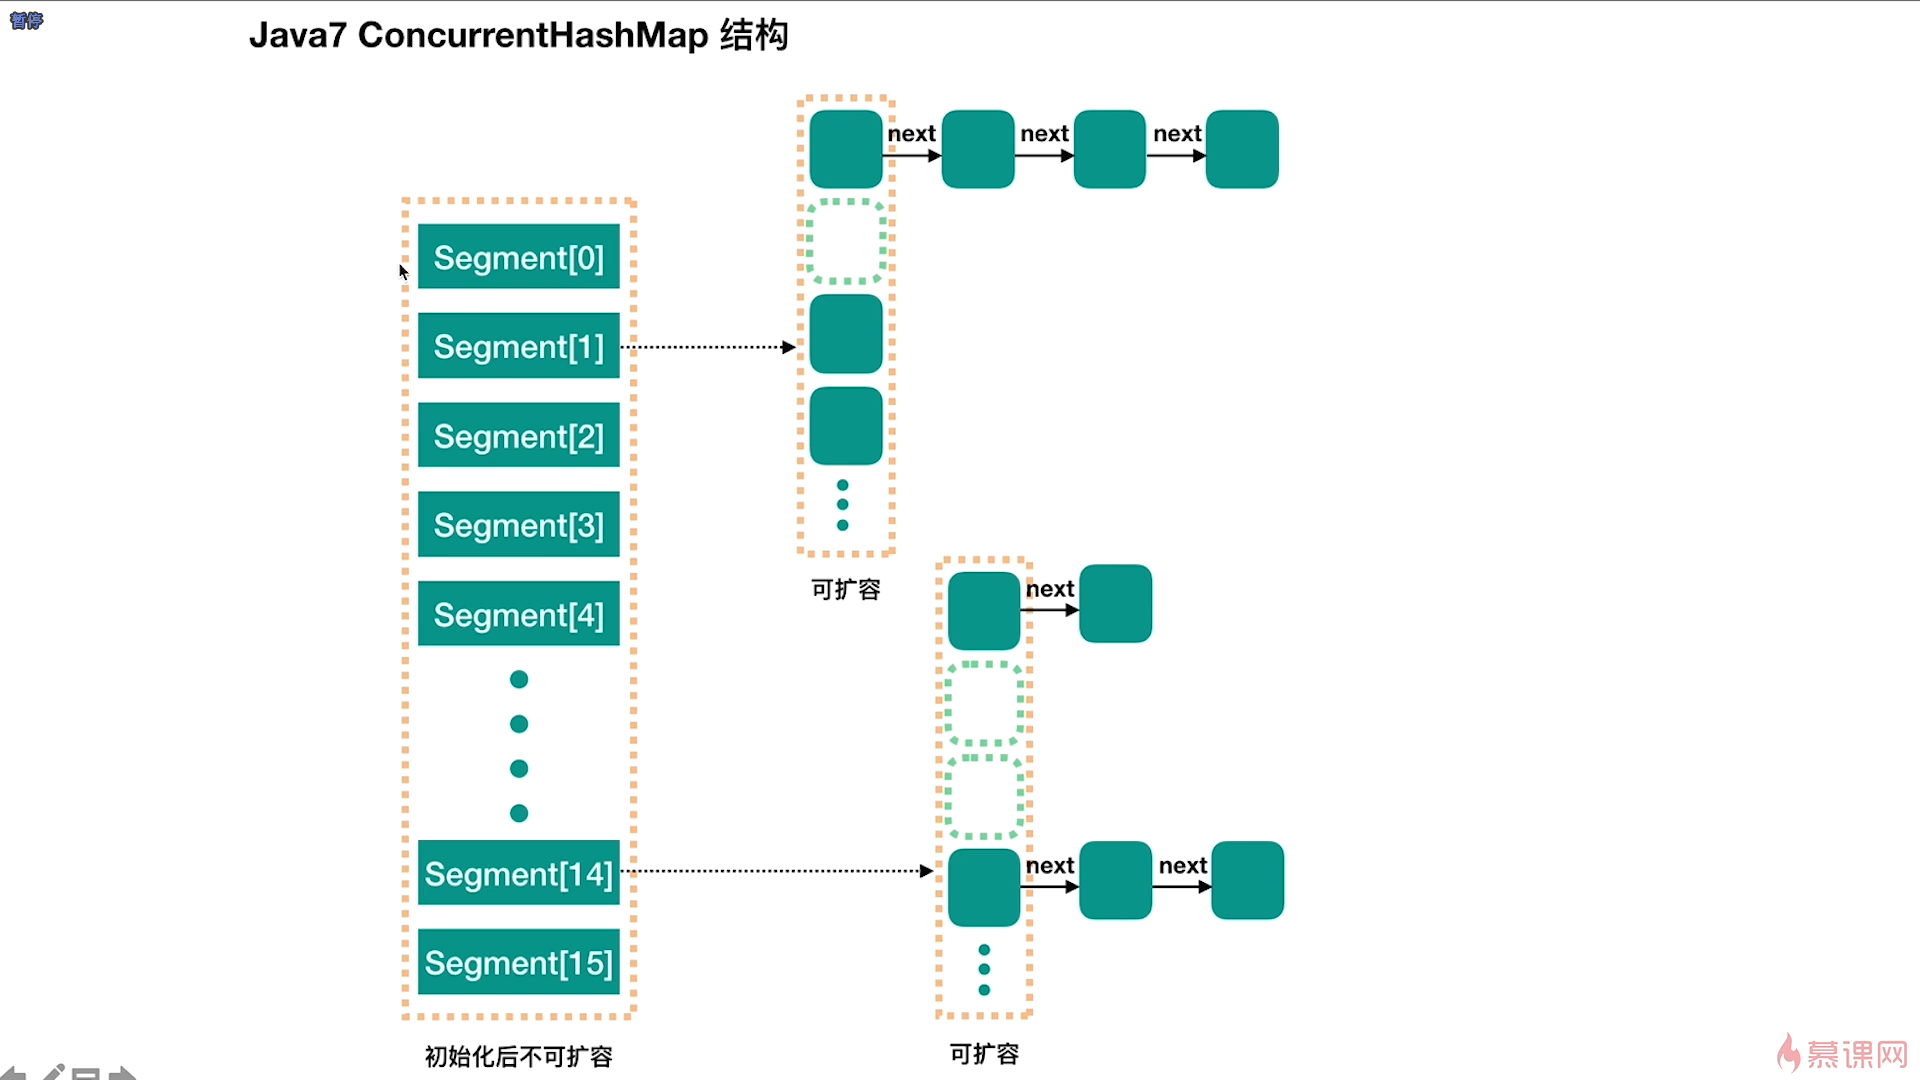 暂停
Java7 ConcurrentHashMap 结构
next next next
Segment[0]
Segment[1]
Segment[2]
Segment[3]
Segment[4]
可扩容
next
Segment[14]
next next
Segment[15]
初始化后不可扩容
可扩容
慕课网